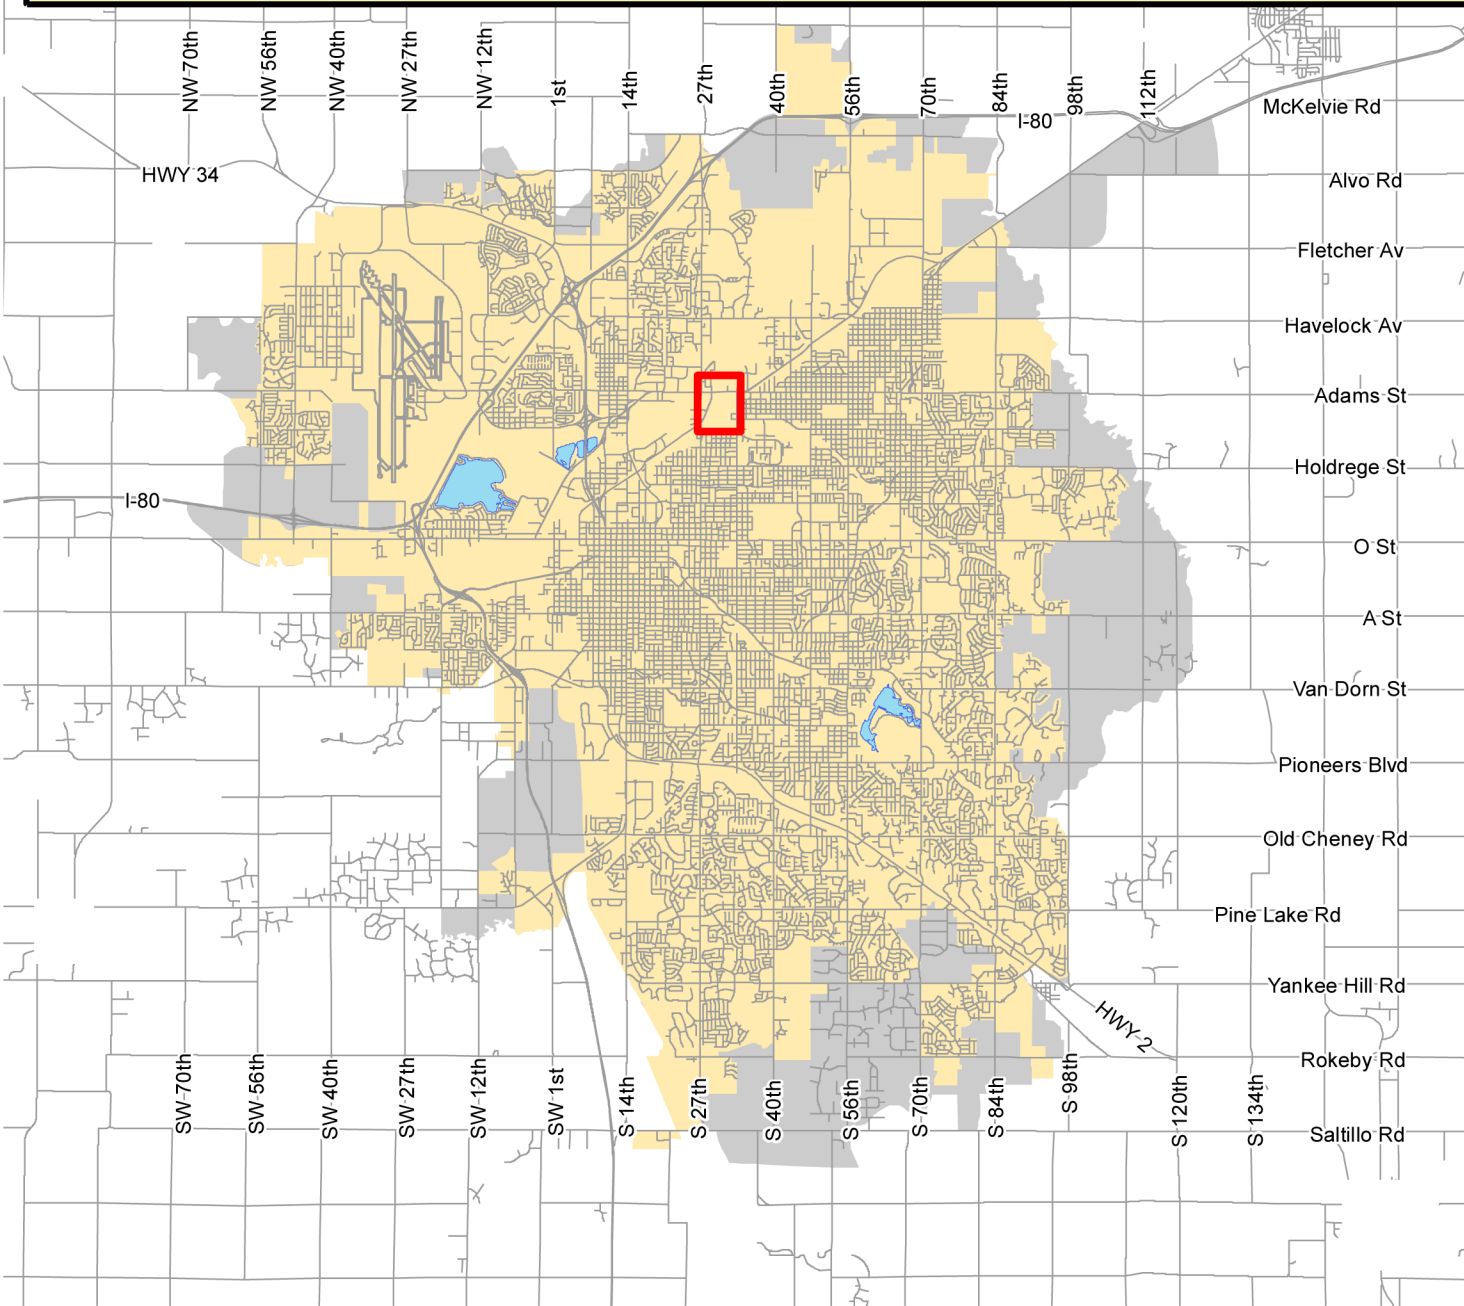 NW 70th
NW 56th
NW 40th
NW 27th
NW 12th
1st
14th
27th
40th
56th
70th
84th
98th
112th
McKelvie Rd
I-80
HWY 34
Alvo Rd
Fletcher Av
Havelock Av
Adams St
Holdrege St
I-80
O St
A St
Van Dorn St
Pioneers Blvd
Old Cheney Rd
Pine Lake Rd
Yankee Hill Rd
HWY 2
Rokeby Rd
SW 70th
SW 56th
SW 40th
SW 27th
SW 12th
SW 1st
S 14th
S 27th
S 40th
S 56th
S 70th
S 84th
S 98th
S 120th
S 134th
Saltillo Rd